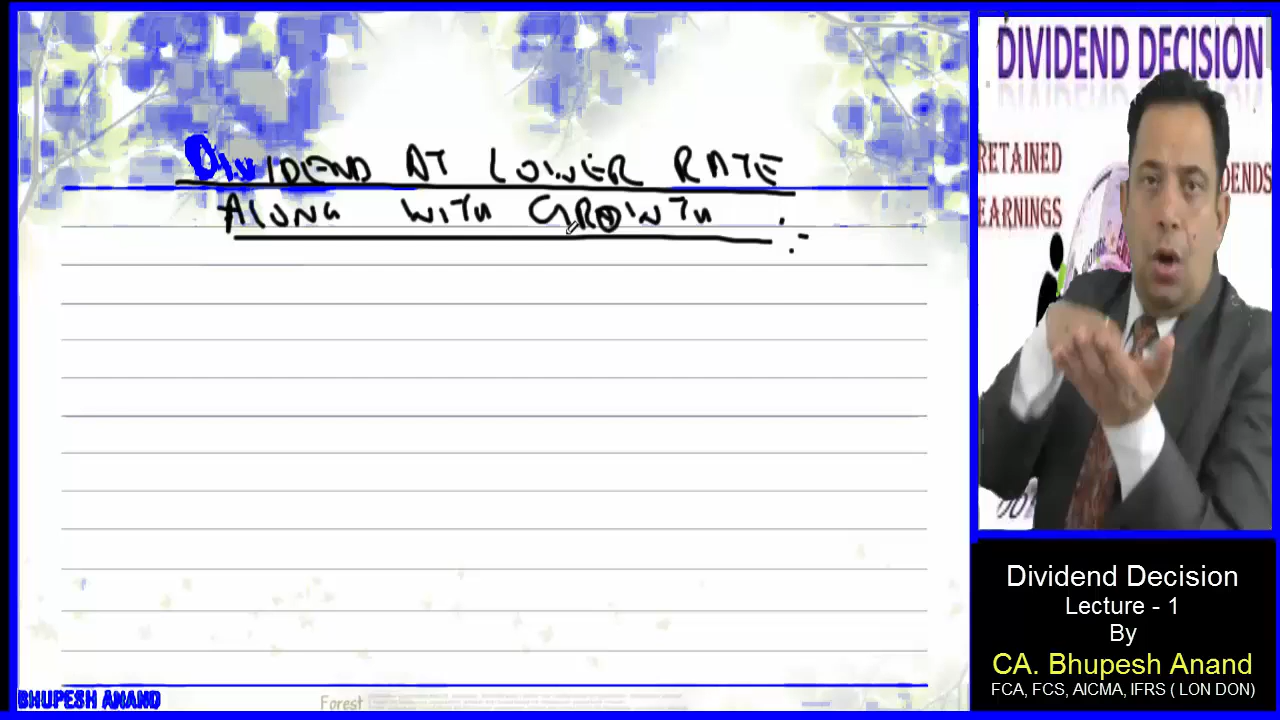 DIVIDEND AT LOWER RATE
ALONG WITH GROWTH :-
DIVIDEND DECISION
RETAINED
EARNINGS
DENDS
Dividend Decision
Lecture - 1
By
CA. Bhupesh Anand
FCA, FCS, AICMA, IFRS ( LON DON)
BHUPESH ANAND
Forest